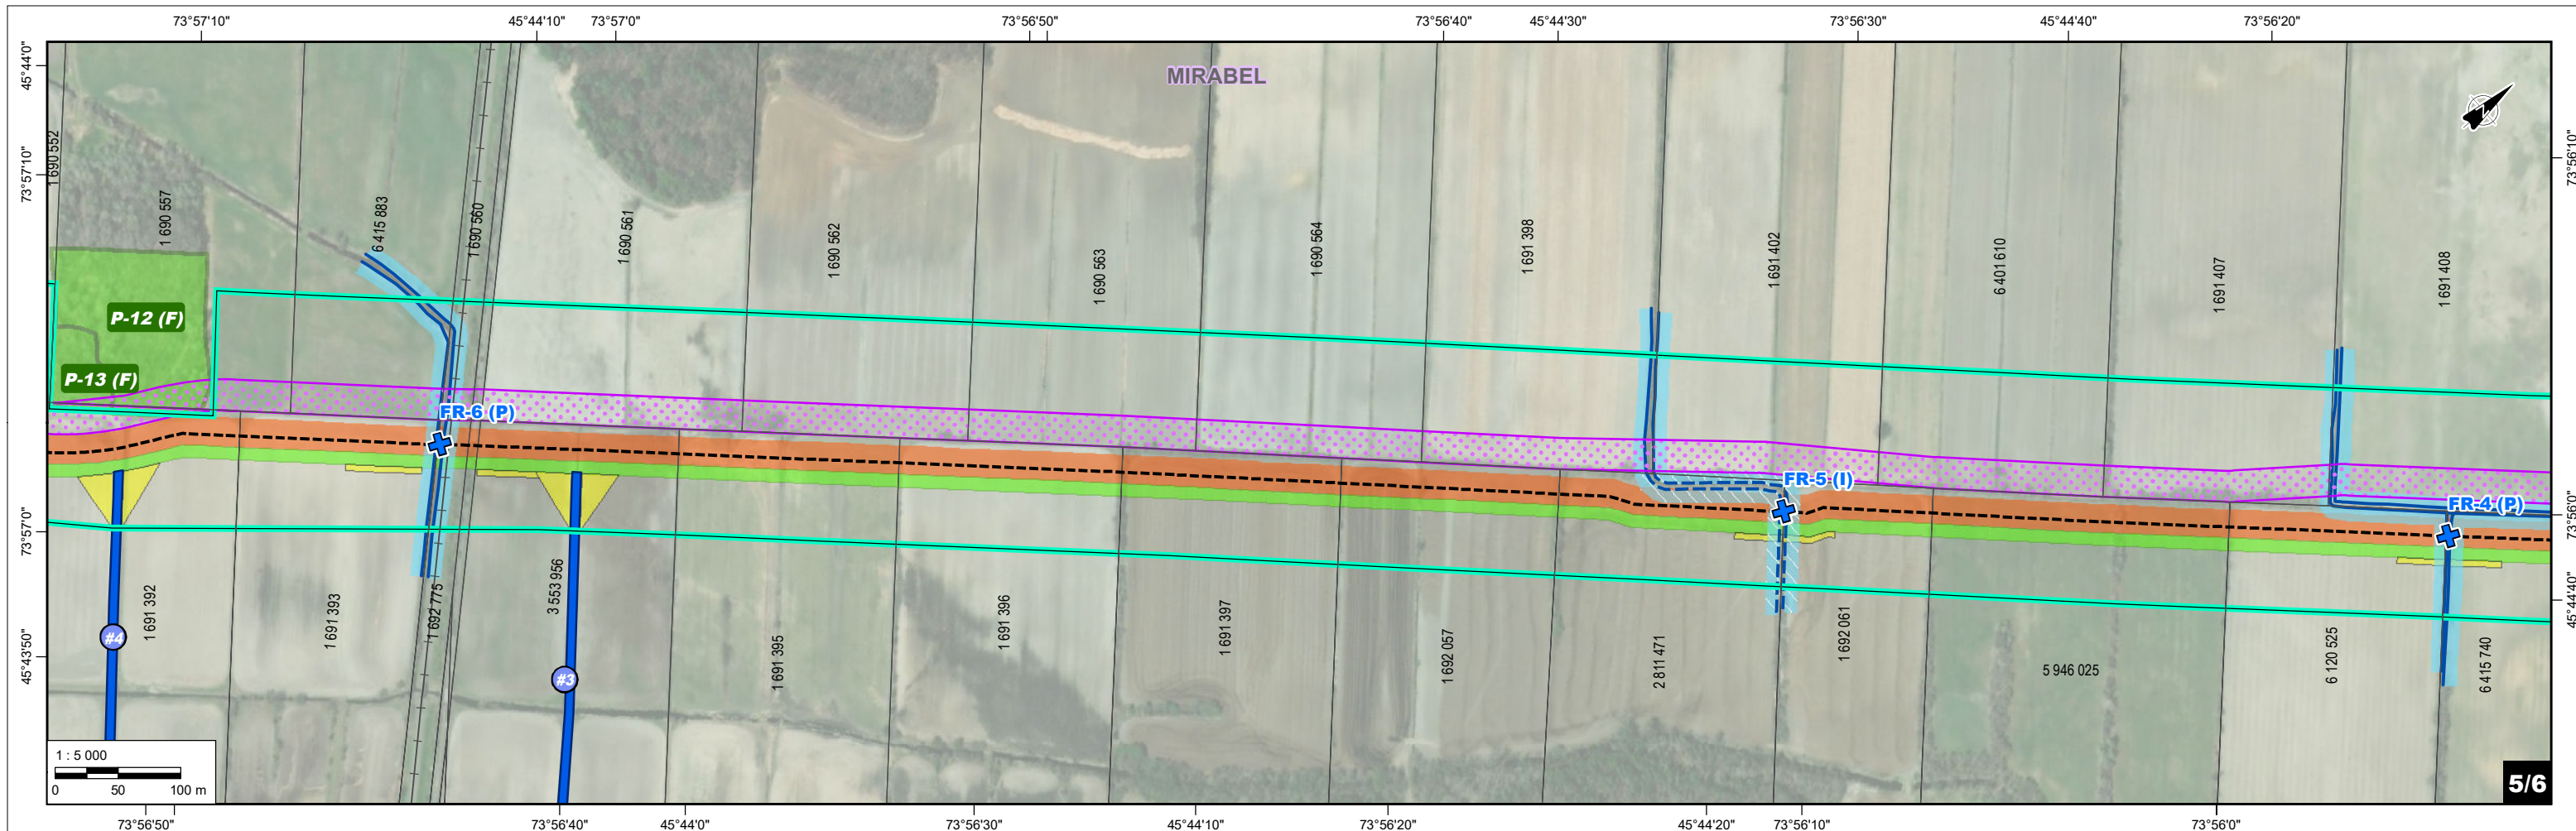 73°57'10"
45°44'10"
73°57'0"
73°56'50"
73°56'40"
45°44'30"
73°56'30"
45°44'40"
73°56'20"
45°44'0"
73°57'10"
73°57'0"
45°43'50"
73°56'10"
73°56'0"
45°44'40"
MIRABEL
1 690 552
1 690 557
6 415 883
1 690 560
1 690 561
1 690 562
1 690 563
1 690 564
1 691 398
1 691 402
6 401 610
1 691 407
1 691 408
P-12 (F)
P-13 (F)
FR-6 (P)
FR-5 (I)
FR-4 (P)
1 691 392
1 691 393
1 692 775
3 553 956
1 691 395
1 691 396
1 691 397
1 692 057
2 811 471
1 692 061
5 946 025
6 120 525
6 415 740
#4
#3
1 : 5 000
0 50 100 m
5/6
73°56'50"
73°56'40"
45°44'0"
73°56'30"
45°44'10"
73°56'20"
45°44'20"
73°56'10"
73°56'0"